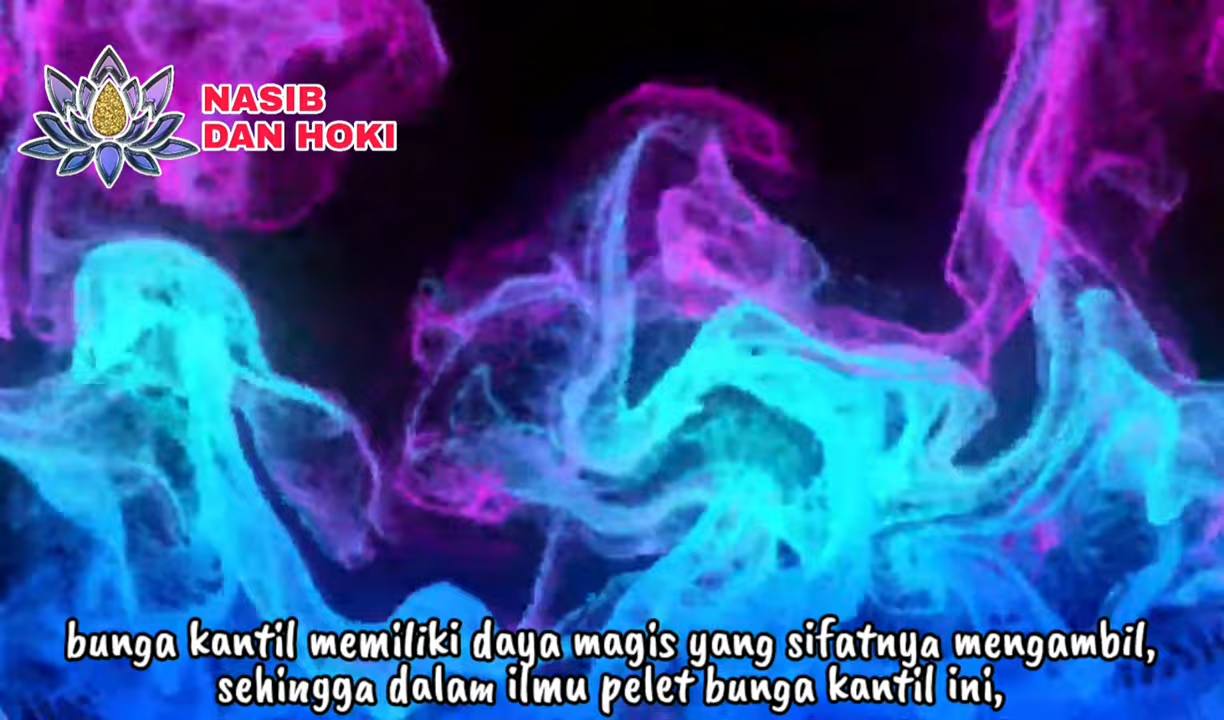 NASIB
DAN HOKI
bunga kantil memiliki daya magis yang sifatnya mengambil,
sehingga dalam ilmu pelet bunga kantil ini,